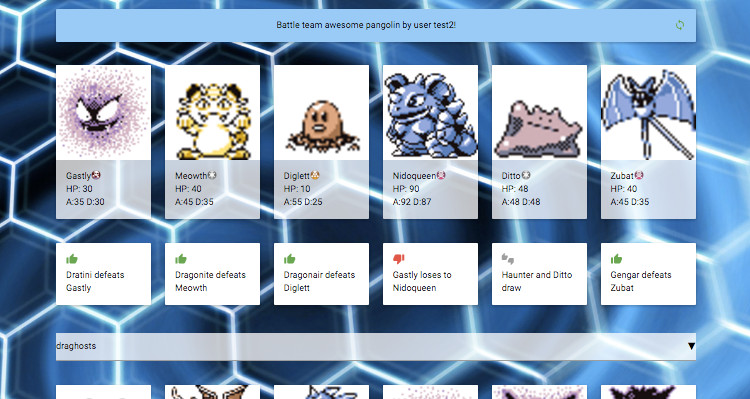 Battle team awesome pangolin by user test2!
Gastly
HP: 30
A:35 D:30
Meowth
HP: 40
A:45 D:35
Diglett
HP: 10
A:55 D:25
Nidoqueen
HP: 90
A:92 D:87
Ditto
HP: 48
A:48 D:48
Zubat
HP: 40
A:45 D:35
Dratini defeats
Gastly
Dragonite defeats
Meowth
Dragonair defeats
Diglett
Gastly loses to
Nidoqueen
Haunter and Ditto
draw
Gengar defeats
Zubat
draghosts